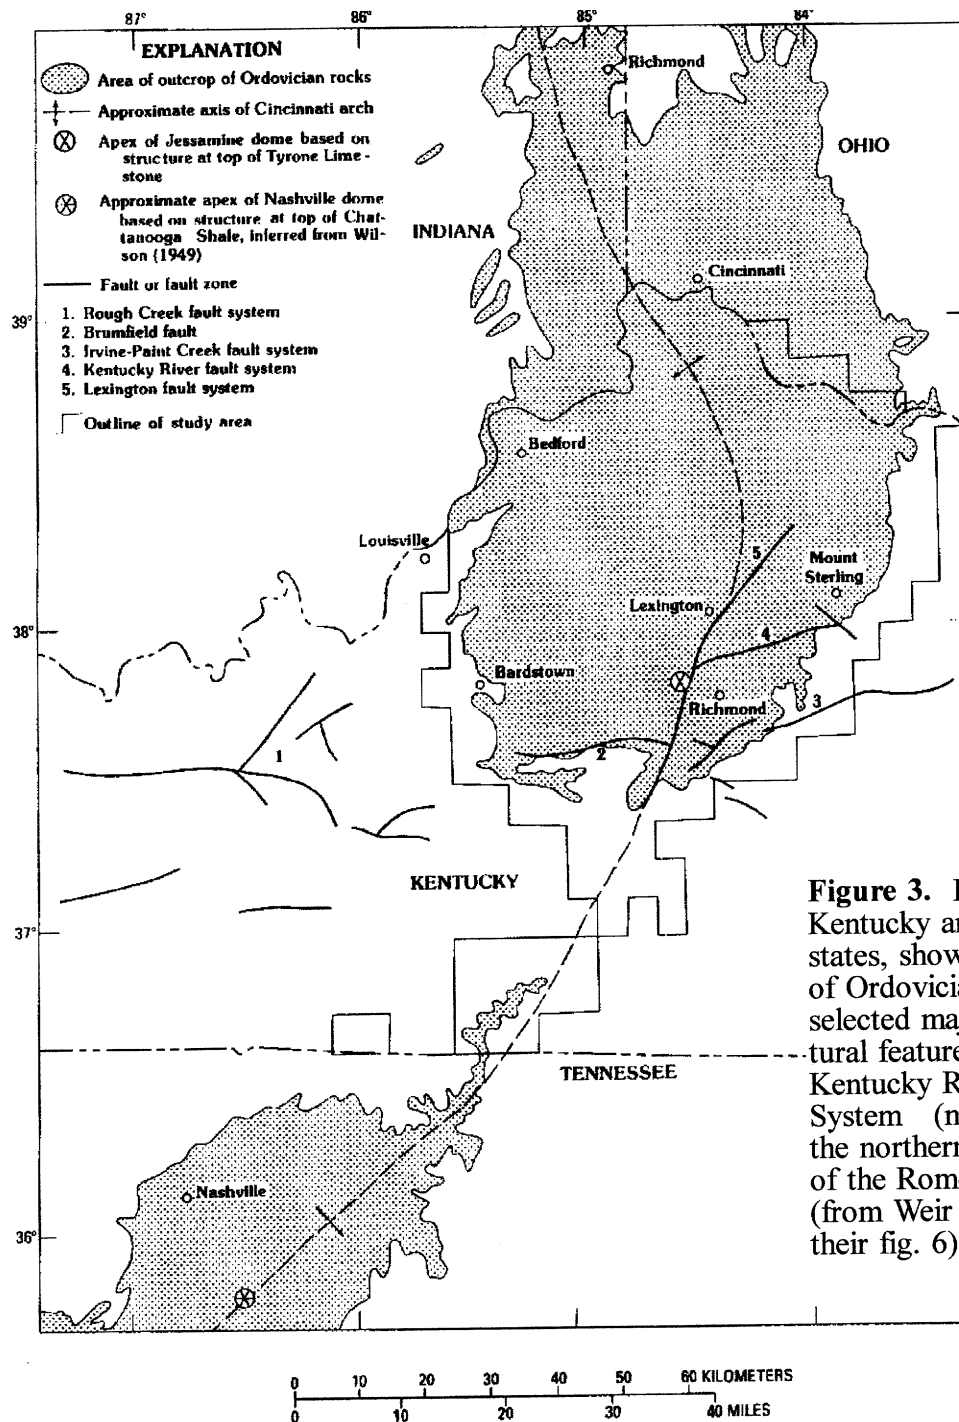 87° 86° 85° 84°
EXPLANATION
Area of outcrop of Ordovician rocks
Approximate axis of Cincinnati arch
Apex of Jessamine dome based on
structure at top of Tyrone Lime-
stone
Approximate apex of Nashville dome
based on structure at top of Chat-
tanooga Shale, inferred from Wil-
son (1949)
Fault or fault zone
1. Rough Creek fault system
2. Brumfield fault
3. Irvine-Paint Creek fault system
4. Kentucky River fault system
5. Lexington fault system
Outline of study area
Richmond
OHIO
INDIANA
Cincinnati
39°
Bedford
Louisville
5
Mount
Sterling
Lexington
38°
4
Bardstown
Richmond
3
1
2
KENTUCKY
37°
TENNESSEE
Nashville
36°
Figure 3.
Kentucky
states, show
of Ordovicia
selected maj
tural feature
Kentucky R
System (m
the northern
of the Rom
(from Weir
their fig. 6)
0 10 20 30 40 50 60 KILOMETERS
0 10 20 30 40 MILES